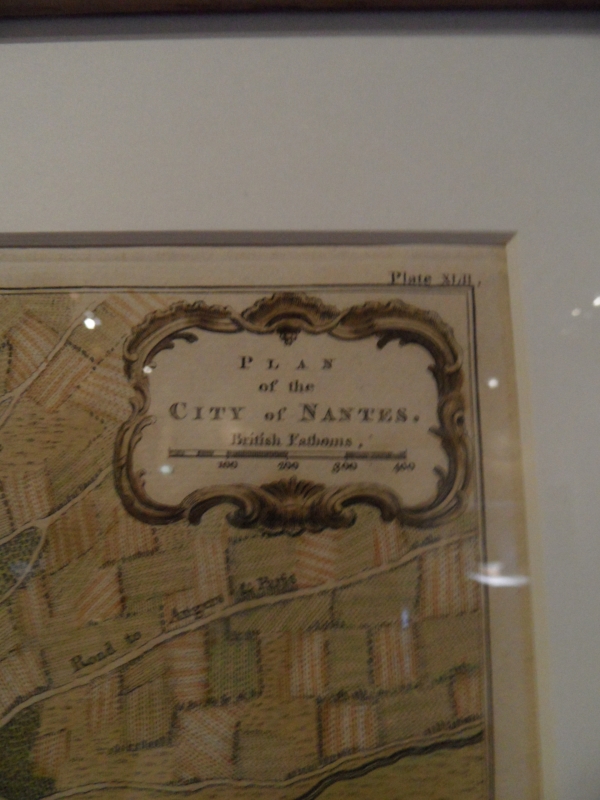 Plate XLII,
PLAN
of the
CITY of NANTES.
British Fathoms,
100 200 300 400
Road to Angers & Paris